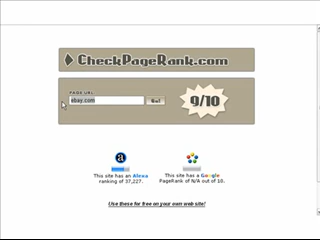 CheckPageRank.com
PAGE URL:
ebay.com
Go!
9/10
a
This site has an Alexa
ranking of 37,227.
This site has a Google
PageRank of N/A out of 10.
Use these for free on your own web site!